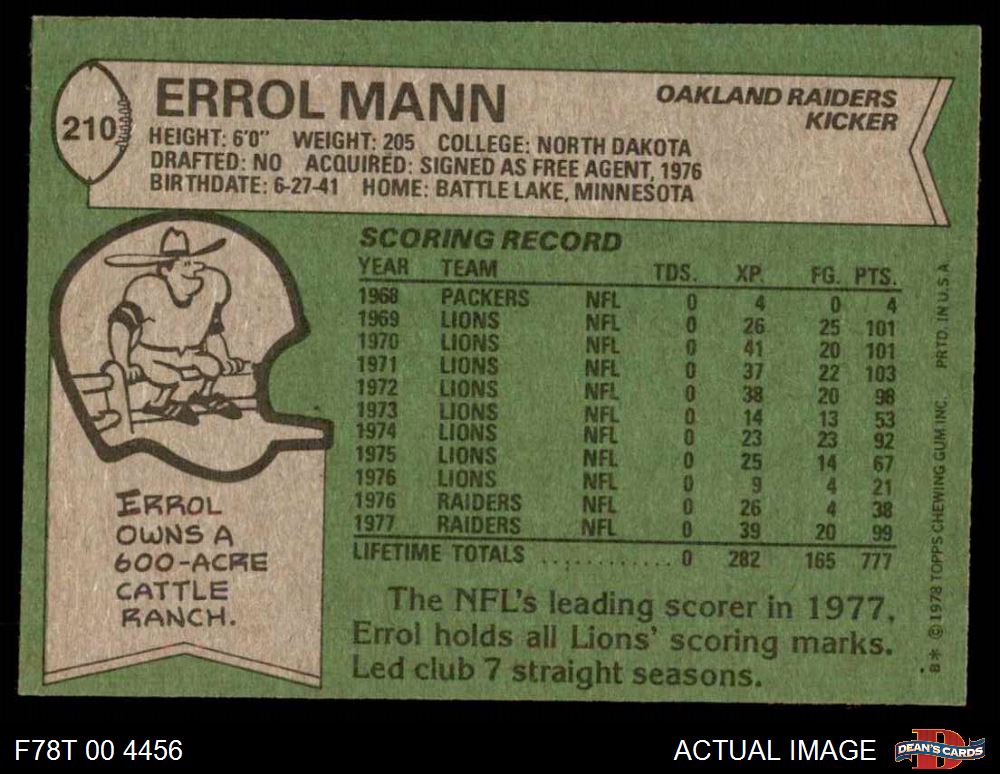 210
ERROL MANN
OAKLAND RAIDERS
KICKER
HEIGHT: 6'0" WEIGHT: 205 COLLEGE: NORTH DAKOTA
DRAFTED: NO ACQUIRED: SIGNED AS FREE AGENT, 1976
BIRTHDATE: 6-27-41 HOME: BATTLE LAKE, MINNESOTA
SCORING RECORD
YEAR TEAM TDS. XP. FG. PTS.
1968 PACKERS NFL 0 4 0 4
1969 LIONS NFL 0 26 25 101
1970 LIONS NFL 0 41 20 101
1971 LIONS NFL 0 37 22 103
1972 LIONS NFL 0 38 20 98
1973 LIONS NFL 0 14 13 53
1974 LIONS NFL 0 23 23 92
1975 LIONS NFL 0 25 14 67
1976 LIONS NFL 0 9 4 21
1976 RAIDERS NFL 0 26 4 38
1977 RAIDERS NFL 0 39 20 99
LIFETIME TOTALS ............ 0 282 165 777
ERROL
OWNS A
600-ACRE
CATTLE
RANCH.
The NFL's leading scorer in 1977,
Errol holds all Lions' scoring marks.
Led club 7 straight seasons.
8* © 1978 TOPPS CHEWING GUM INC. PRTD. IN U.S.A.
F78T 00 4456
ACTUAL IMAGE
D
DEAN'S CARDS